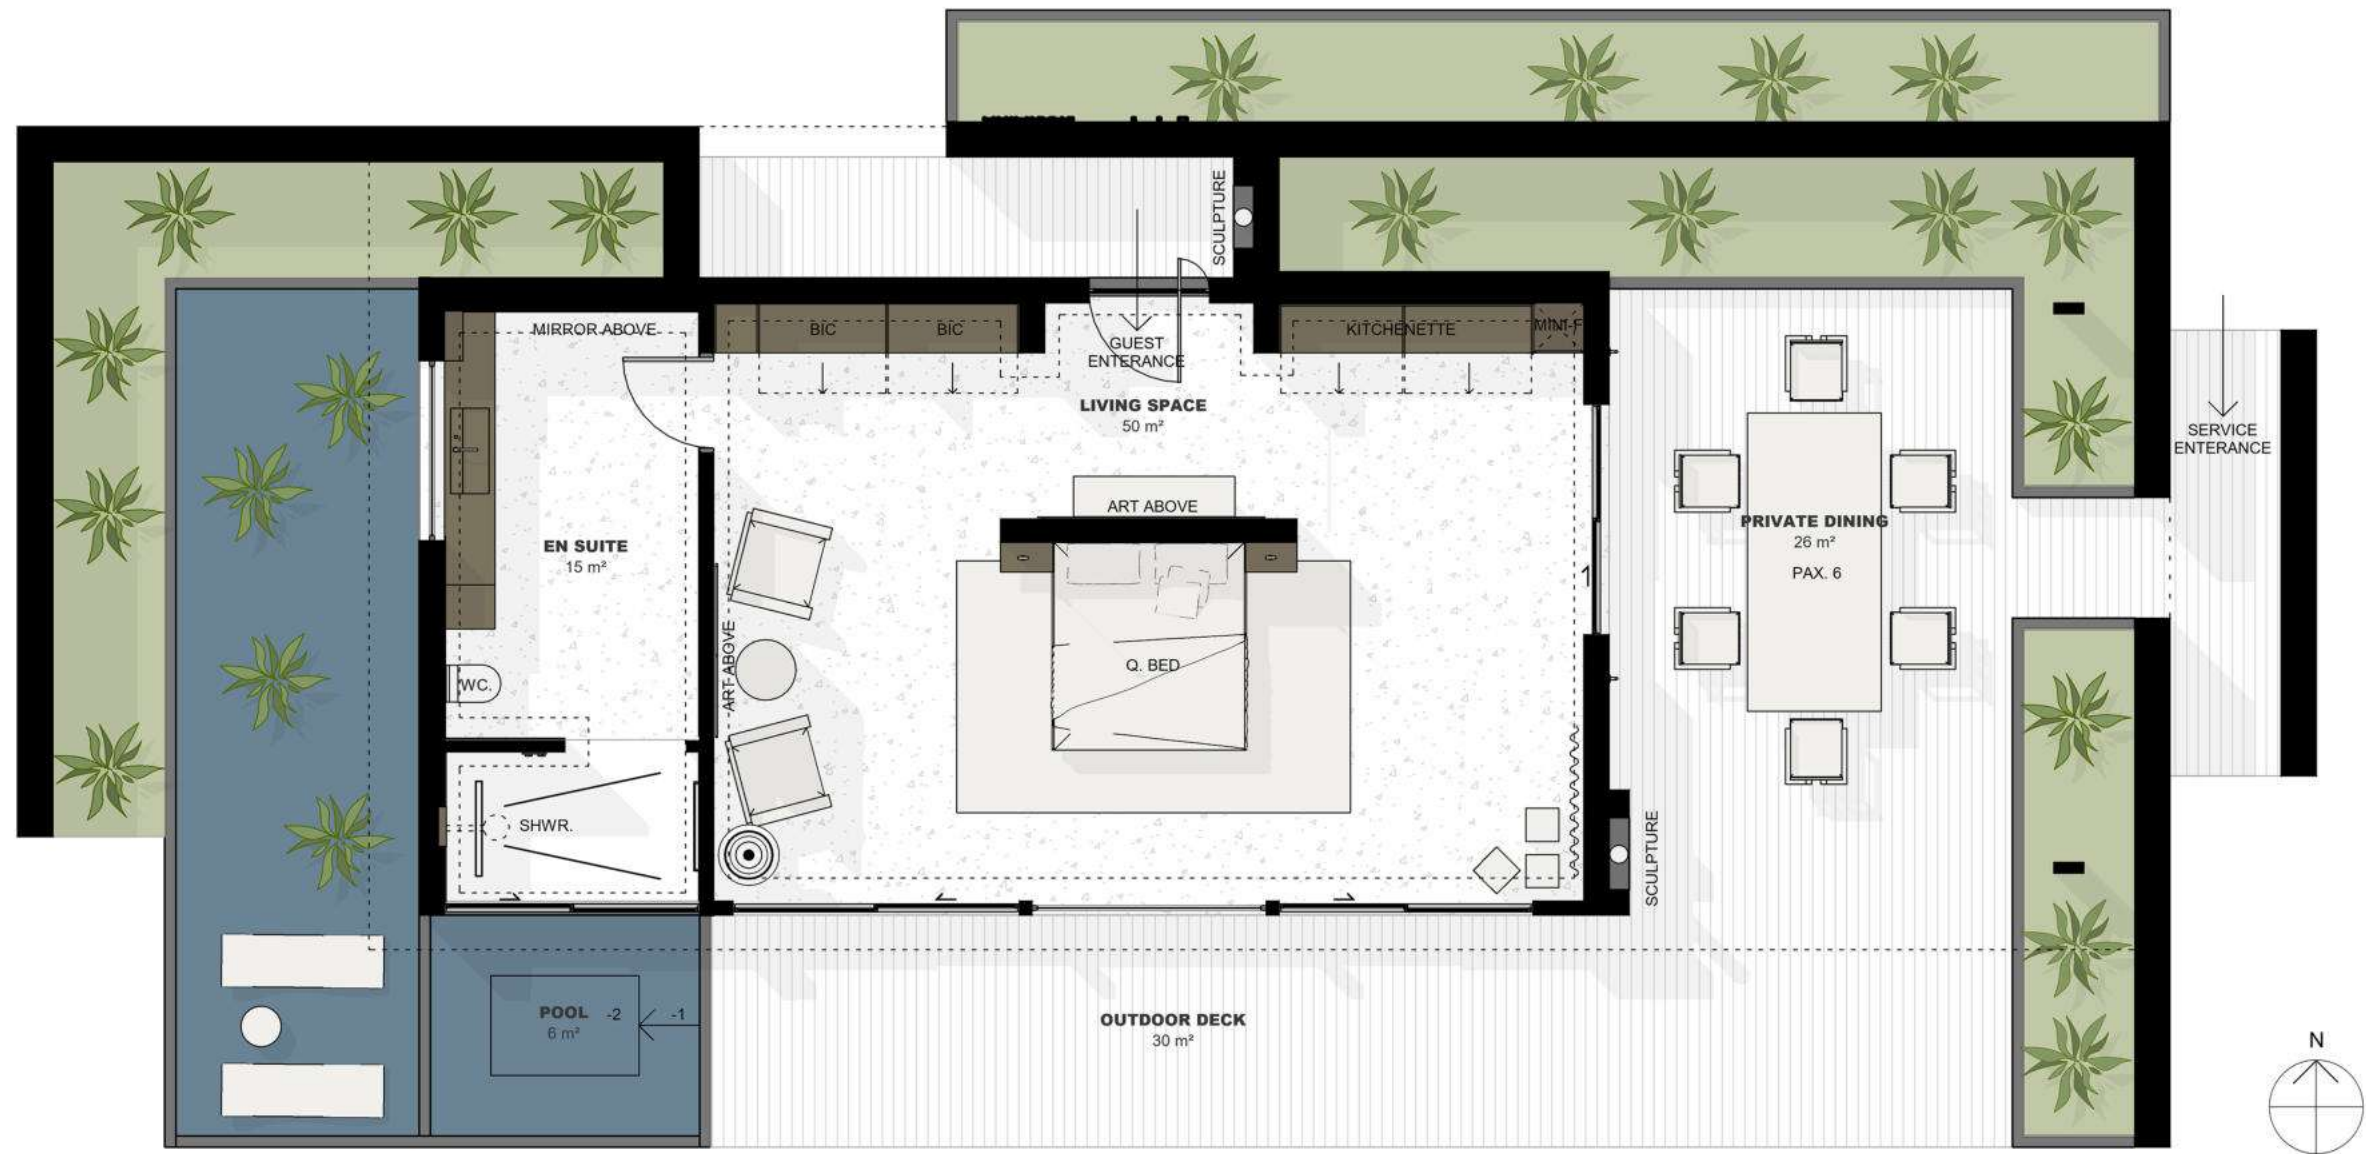 SCULPTURE
MIRROR ABOVE
BIC
BIC
GUEST
ENTERANCE
KITCHENETTE
MINI-F
LIVING SPACE
50 m²
SERVICE
ENTERANCE
ART ABOVE
EN SUITE
15 m²
PRIVATE DINING
26 m²
PAX. 6
ART ABOVE
Q. BED
WC.
SHWR.
SCULPTURE
POOL
6 m²
-2
-1
OUTDOOR DECK
30 m²
N